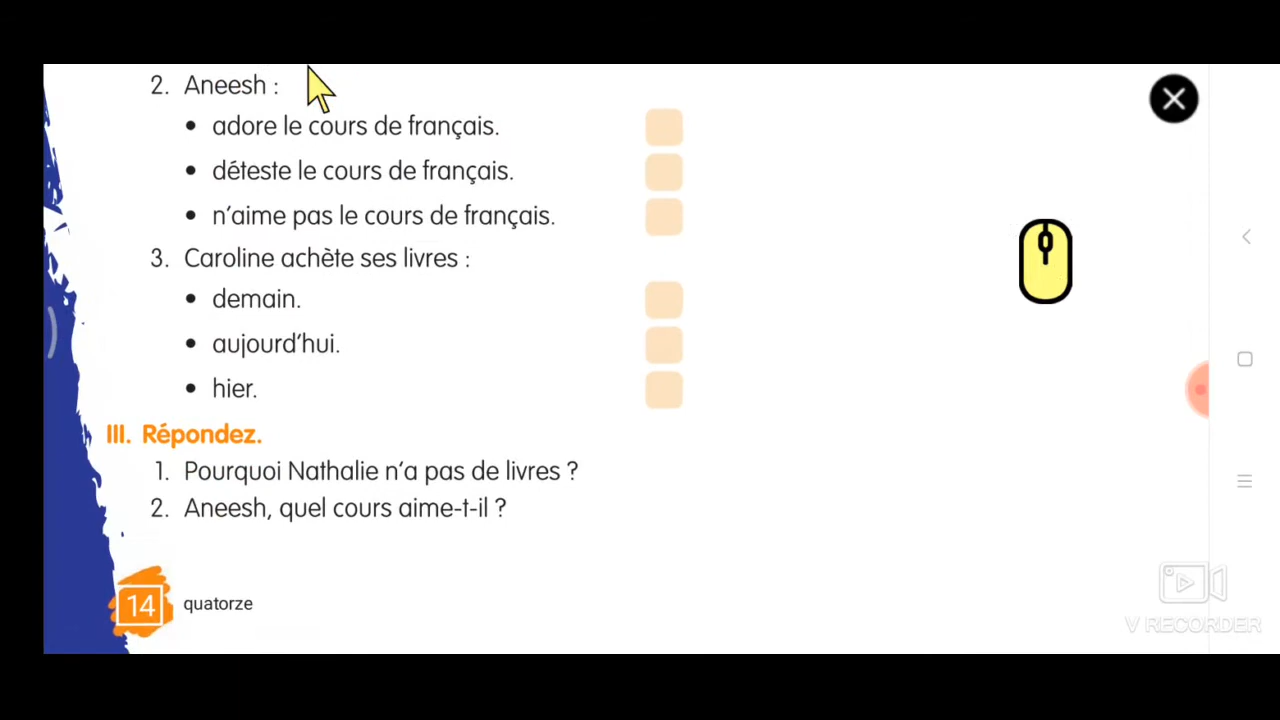 2. Aneesh :
• adore le cours de français.
• déteste le cours de français.
• n'aime pas le cours de français.
3. Caroline achète ses livres :
• demain.
• aujourd'hui.
• hier.
III. Répondez.
1. Pourquoi Nathalie n'a pas de livres ?
2. Aneesh, quel cours aime-t-il ?
14 quatorze
V RECORDER